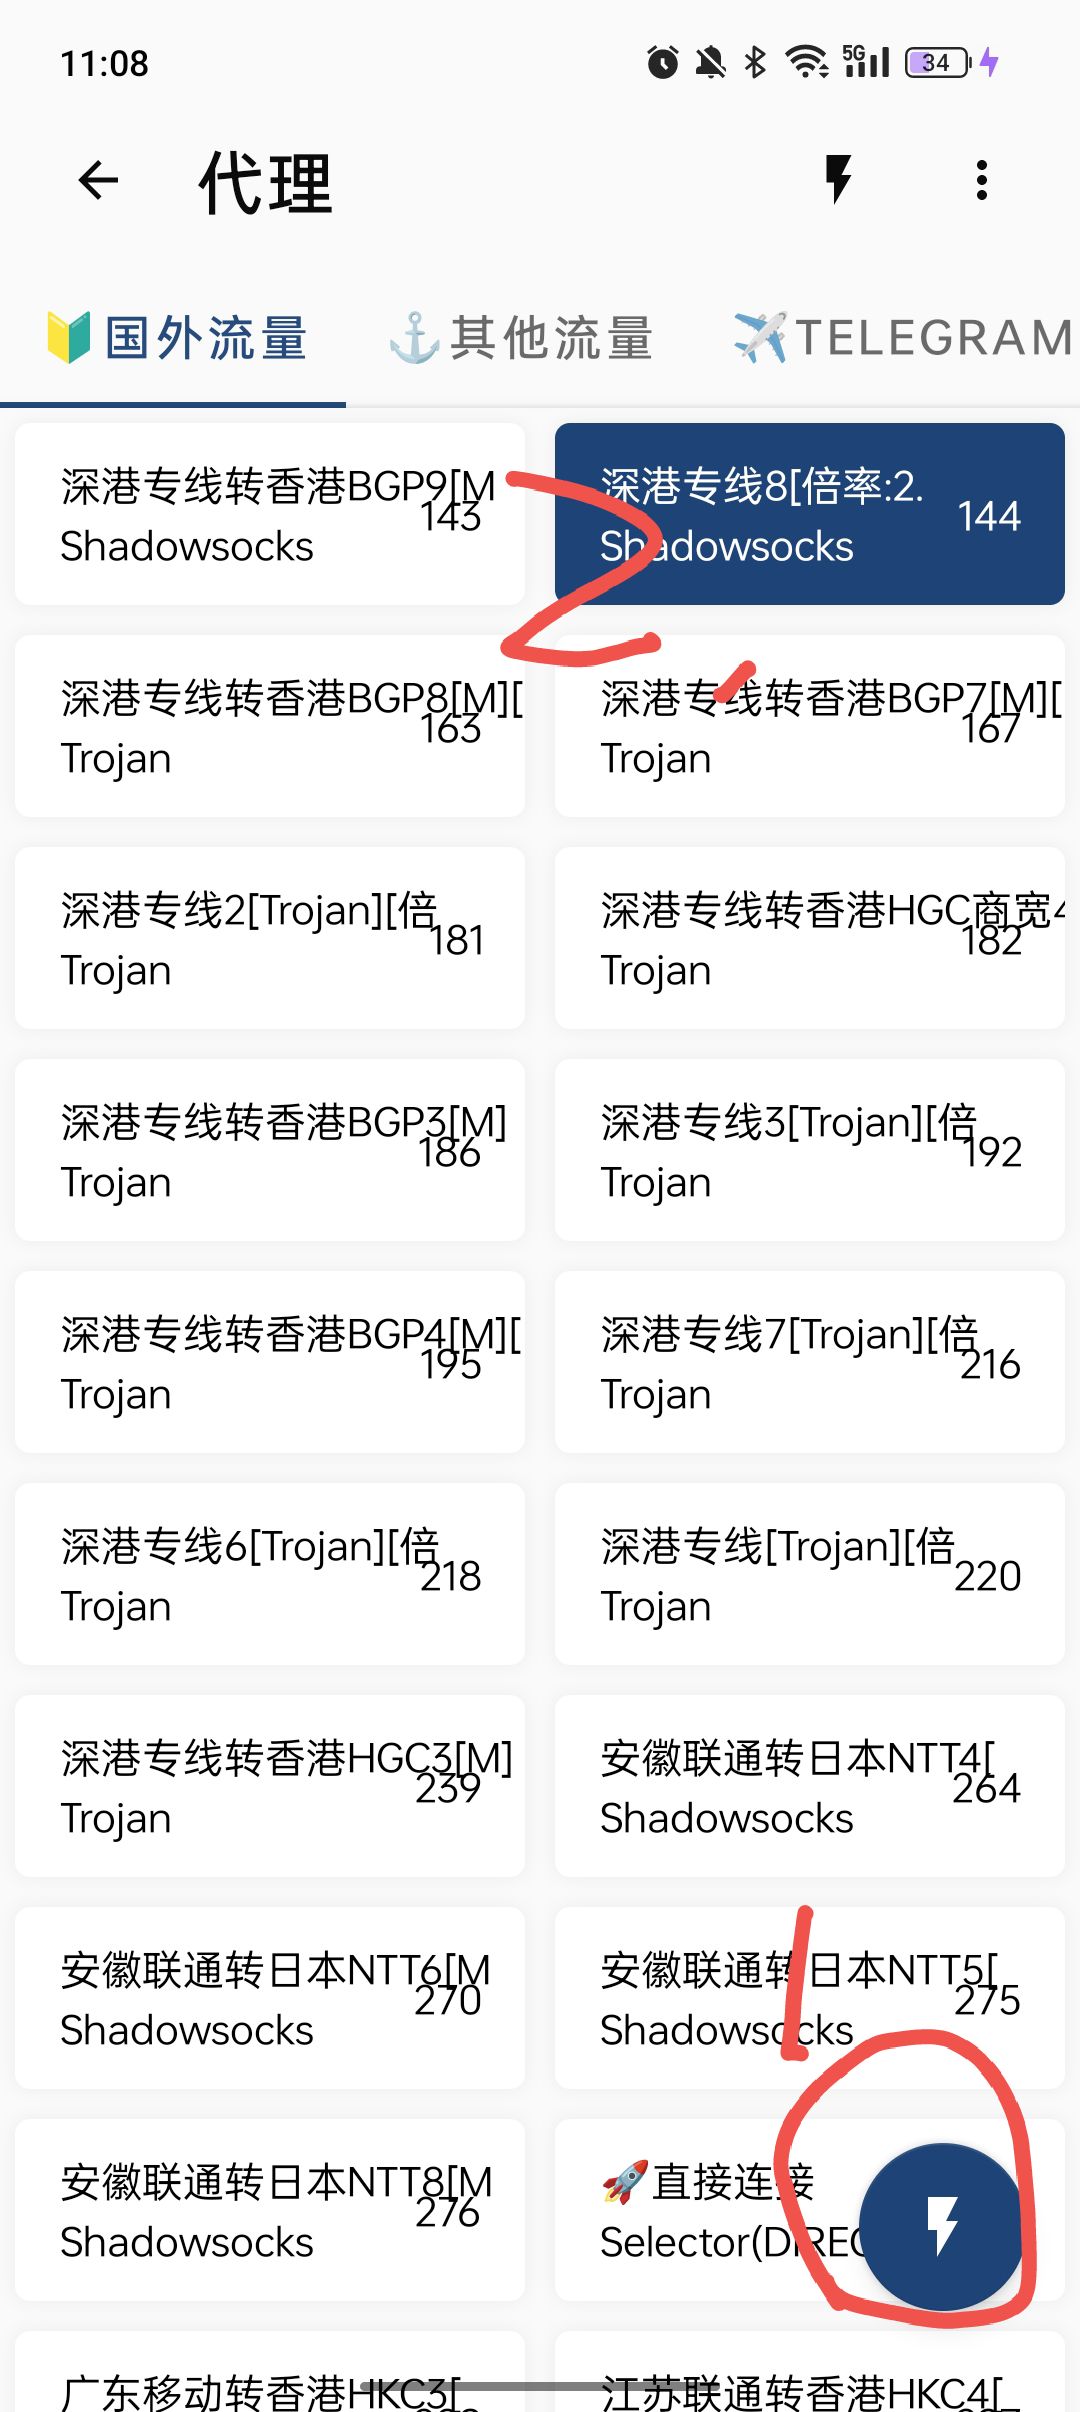 11:08
5G
34
代理
国外流量
其他流量
TELEGRAM
深港专线转香港BGP9[M
143
Shadowsocks
深港专线8[倍率:2.
144
Shadowsocks
2
深港专线转香港BGP8[M][
163
Trojan
深港专线转香港BGP7[M][
167
Trojan
深港专线2[Trojan][倍
181
Trojan
深港专线转香港HGC商宽4
182
Trojan
深港专线转香港BGP3[M]
186
Trojan
深港专线3[Trojan][倍
192
Trojan
深港专线转香港BGP4[M][
195
Trojan
深港专线7[Trojan][倍
216
Trojan
深港专线6[Trojan][倍
218
Trojan
深港专线[Trojan][倍
220
Trojan
深港专线转香港HGC3[M]
239
Trojan
安徽联通转日本NTT4[
264
Shadowsocks
安徽联通转日本NTT6[M
270
Shadowsocks
安徽联通转日本NTT5[
275
Shadowsocks
1
安徽联通转日本NTT8[M
276
Shadowsocks
直接连接
Selector(DIREC
广东移动转香港HKC3[
江苏联通转香港HKC4[